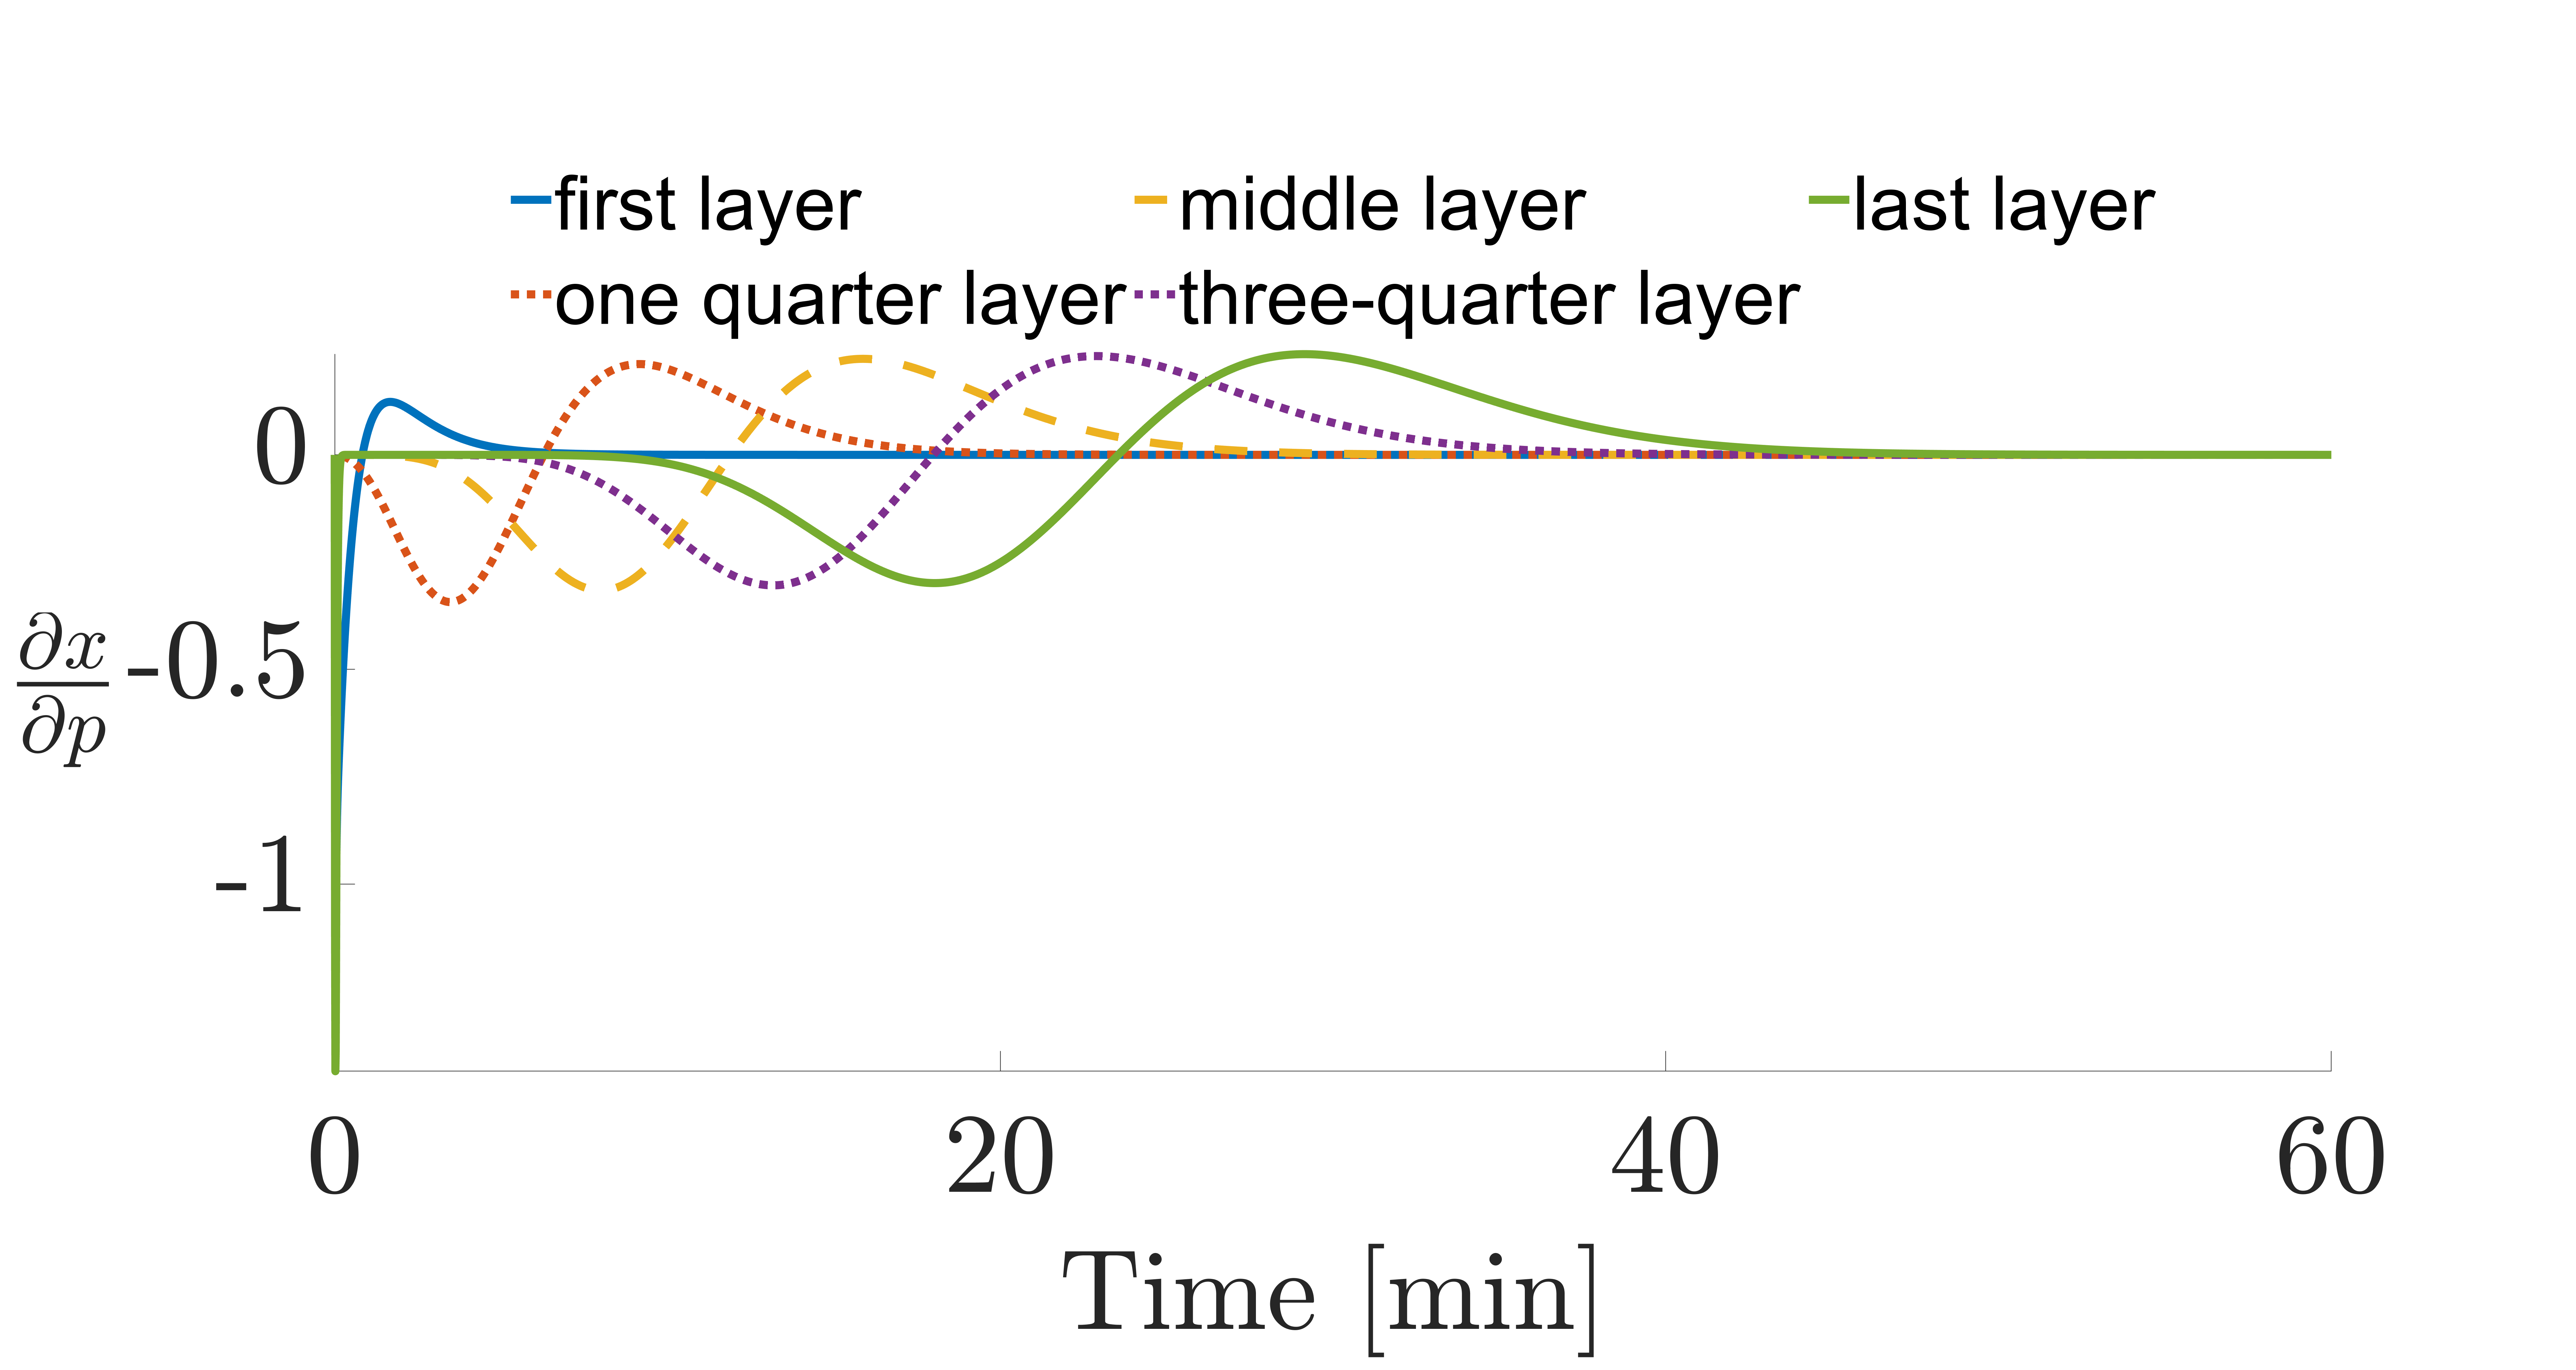 first layer
middle layer
last layer
one quarter layer
three-quarter layer
0
-0.5
-1
∂x
∂p
0 20 40 60
Time [min]